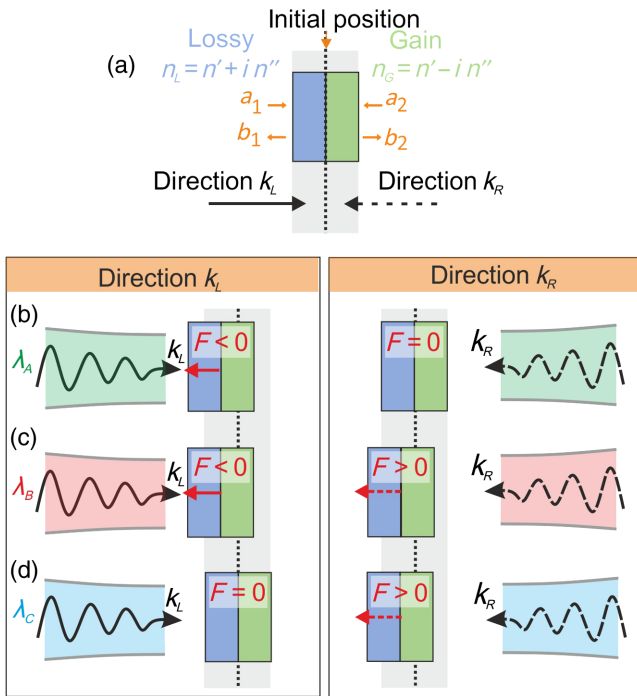 Initial position
Lossy
Gain
(a)
n_L = n′ + i n″
n_G = n′ − i n″
a_1
a_2
b_1
b_2
Direction k_L
Direction k_R
Direction k_L
Direction k_R
(b)
λ_A
k_L
F < 0
F = 0
k_R
(c)
λ_B
k_L
F < 0
F > 0
k_R
(d)
λ_C
k_L
F = 0
F > 0
k_R